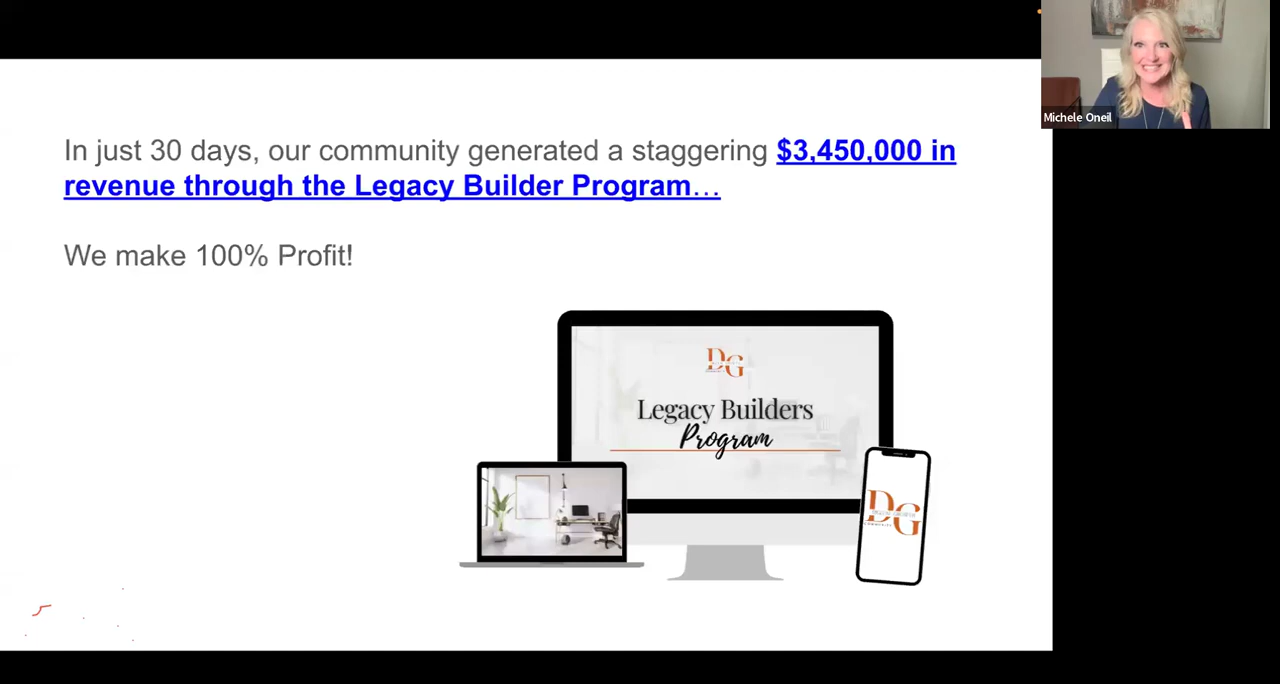 Michele Oneil
In just 30 days, our community generated a staggering $3,450,000 in
revenue through the Legacy Builder Program…
We make 100% Profit!
DG
Legacy Builders
Program
DG